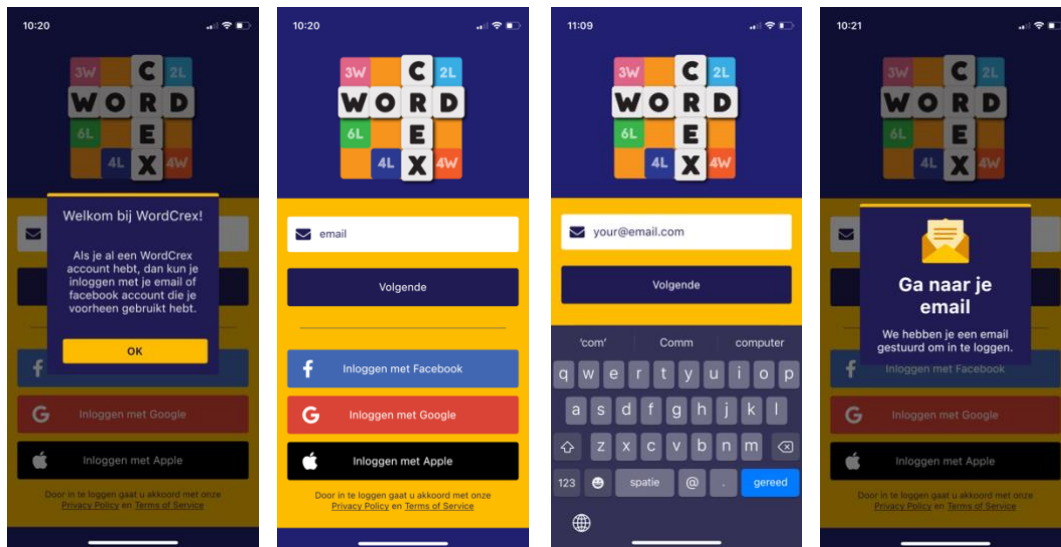 10:20
3W C 2L
WORD
6L E
4L X 4W
Welkom bij WordCrex!
Als je al een WordCrex
account hebt, dan kun je
inloggen met je email of
facebook account die je
voorheen gebruikt hebt.
OK
Inloggen met Google
Inloggen met Apple
Door in te loggen gaat u akkoord met onze
Privacy Policy en Terms of Service
10:20
3W C 2L
WORD
6L E
4L X 4W
email
Volgende
Inloggen met Facebook
Inloggen met Google
Inloggen met Apple
Door in te loggen gaat u akkoord met onze
Privacy Policy en Terms of Service
11:09
3W C 2L
WORD
6L E
4L X 4W
your@email.com
Volgende
'com' Comm computer
q w e r t y u i o p
a s d f g h j k l
z x c v b n m
123 spatie @ . gereed
10:21
3W C 2L
WORD
6L E
4L X 4W
Ga naar je
email
We hebben je een email
gestuurd om in te loggen.
Inloggen met Facebook
Inloggen met Google
Inloggen met Apple
Door in te loggen gaat u akkoord met onze
Privacy Policy en Terms of Service